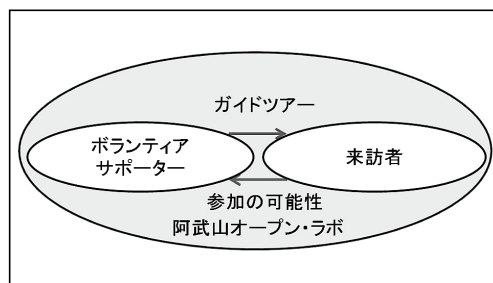 ガイドツアー
ボランティア
サポーター
来訪者
参加の可能性
阿武山オープン・ラボ